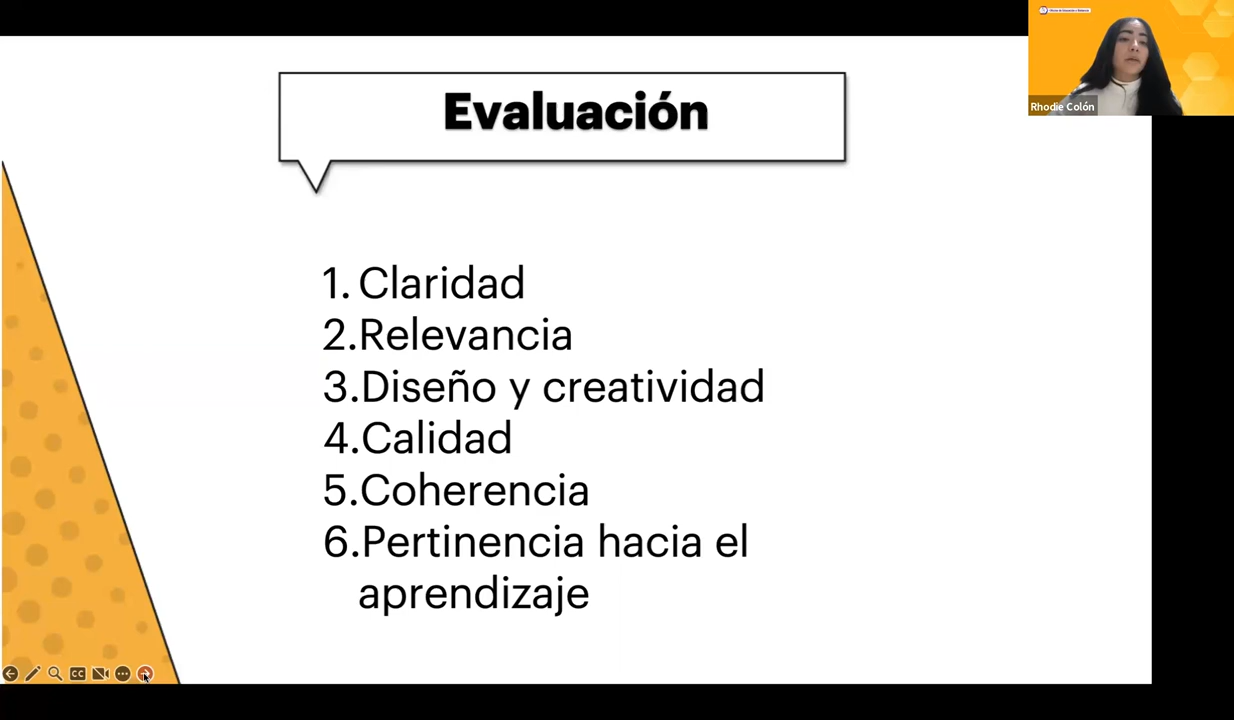 Evaluación
1. Claridad
2.Relevancia
3.Diseño y creatividad
4.Calidad
5.Coherencia
6.Pertinencia hacia el
aprendizaje
Rhodie Colón
CC